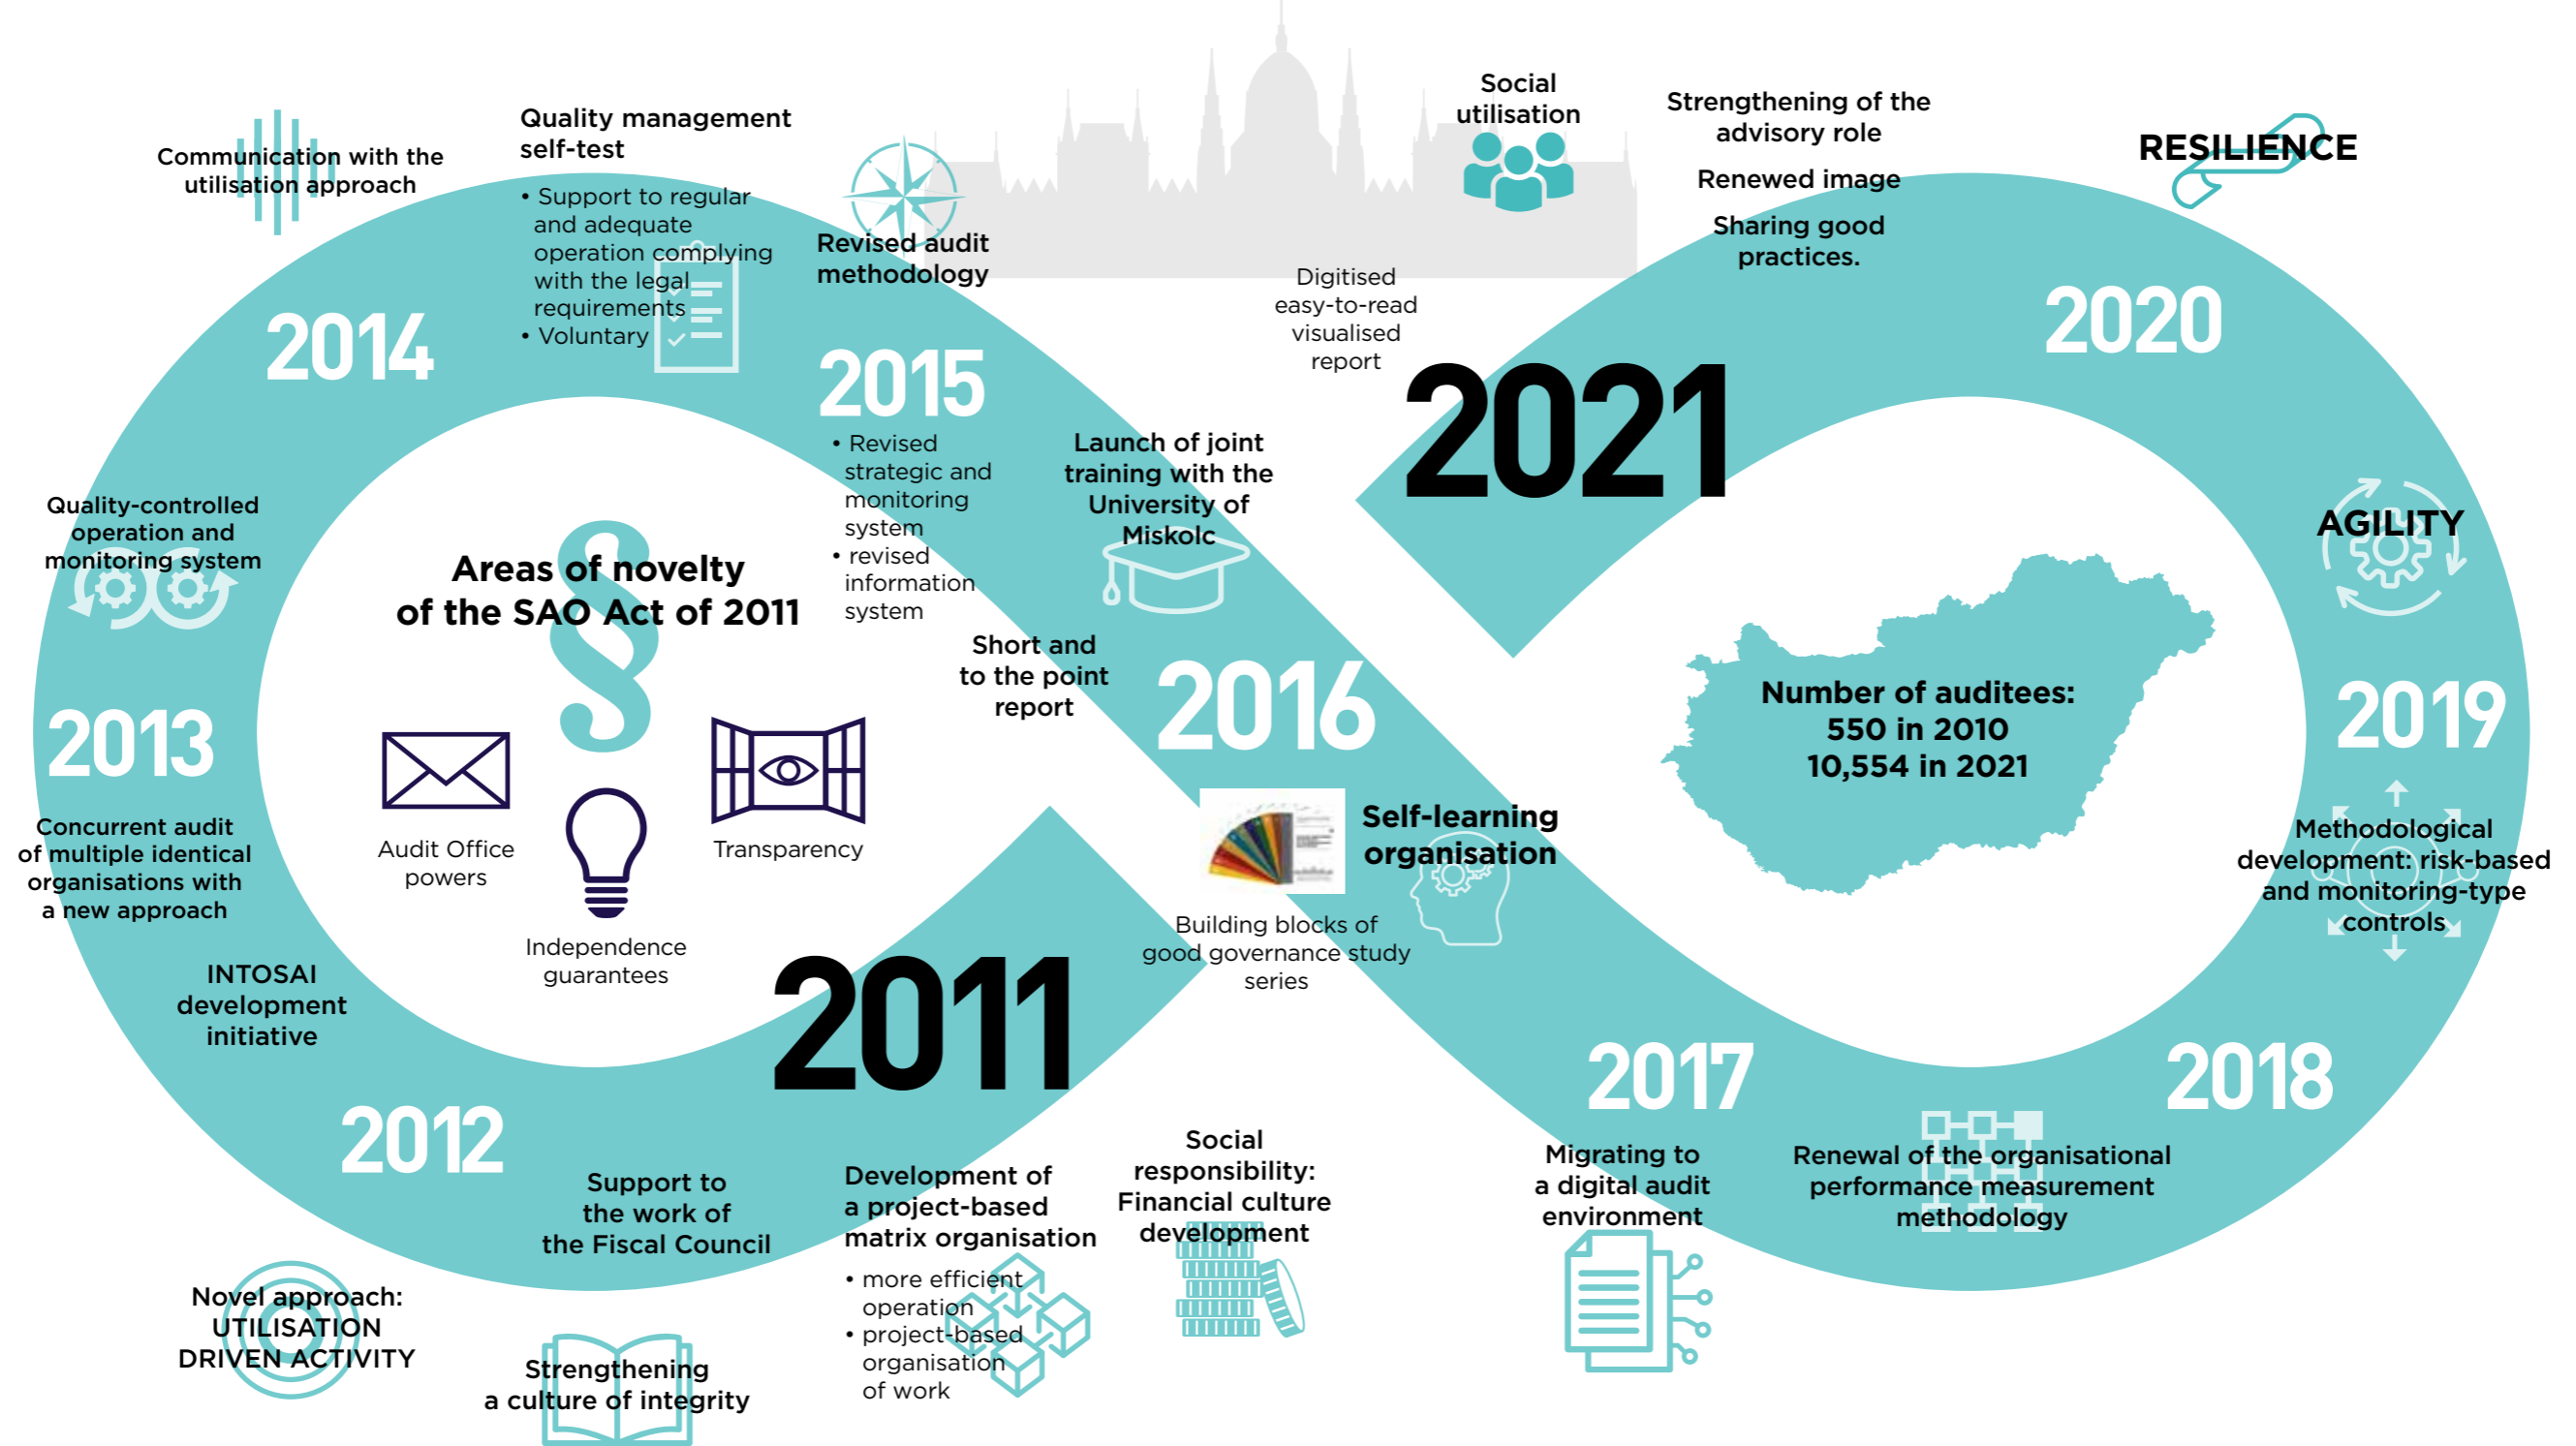 Communication with the
utilisation approach
Quality management
self-test
• Support to regular
and adequate
operation complying
with the legal
requirements
• Voluntary
Revised audit
methodology
Social
utilisation
Strengthening of the
advisory role
Renewed image
Sharing good
practices.
RESILIENCE
Digitised
easy-to-read
visualised
report
2014
2015
2021
2020
• Revised
strategic and
monitoring
system
• revised
information
system
Launch of joint
training with the
University of
Miskolc
Quality-controlled
operation and
monitoring system
Areas of novelty
of the SAO Act of 2011
§
AGILITY
Short and
to the point
report
2016
2013
Number of auditees:
550 in 2010
10,554 in 2021
2019
Audit Office
powers
Transparency
Independence
guarantees
Self-learning
organisation
Building blocks of
good governance study
series
Concurrent audit
of multiple identical
organisations with
a new approach
Methodological
development: risk-based
and monitoring-type
controls
INTOSAI
development
initiative
2011
2012
2017
2018
Support to
the work of
the Fiscal Council
Development of
a project-based
matrix organisation
• more efficient
operation
• project-based
organisation
of work
Social
responsibility:
Financial culture
development
Migrating to
a digital audit
environment
Renewal of the organisational
performance measurement
methodology
Novel approach:
UTILISATION
DRIVEN ACTIVITY
Strengthening
a culture of integrity